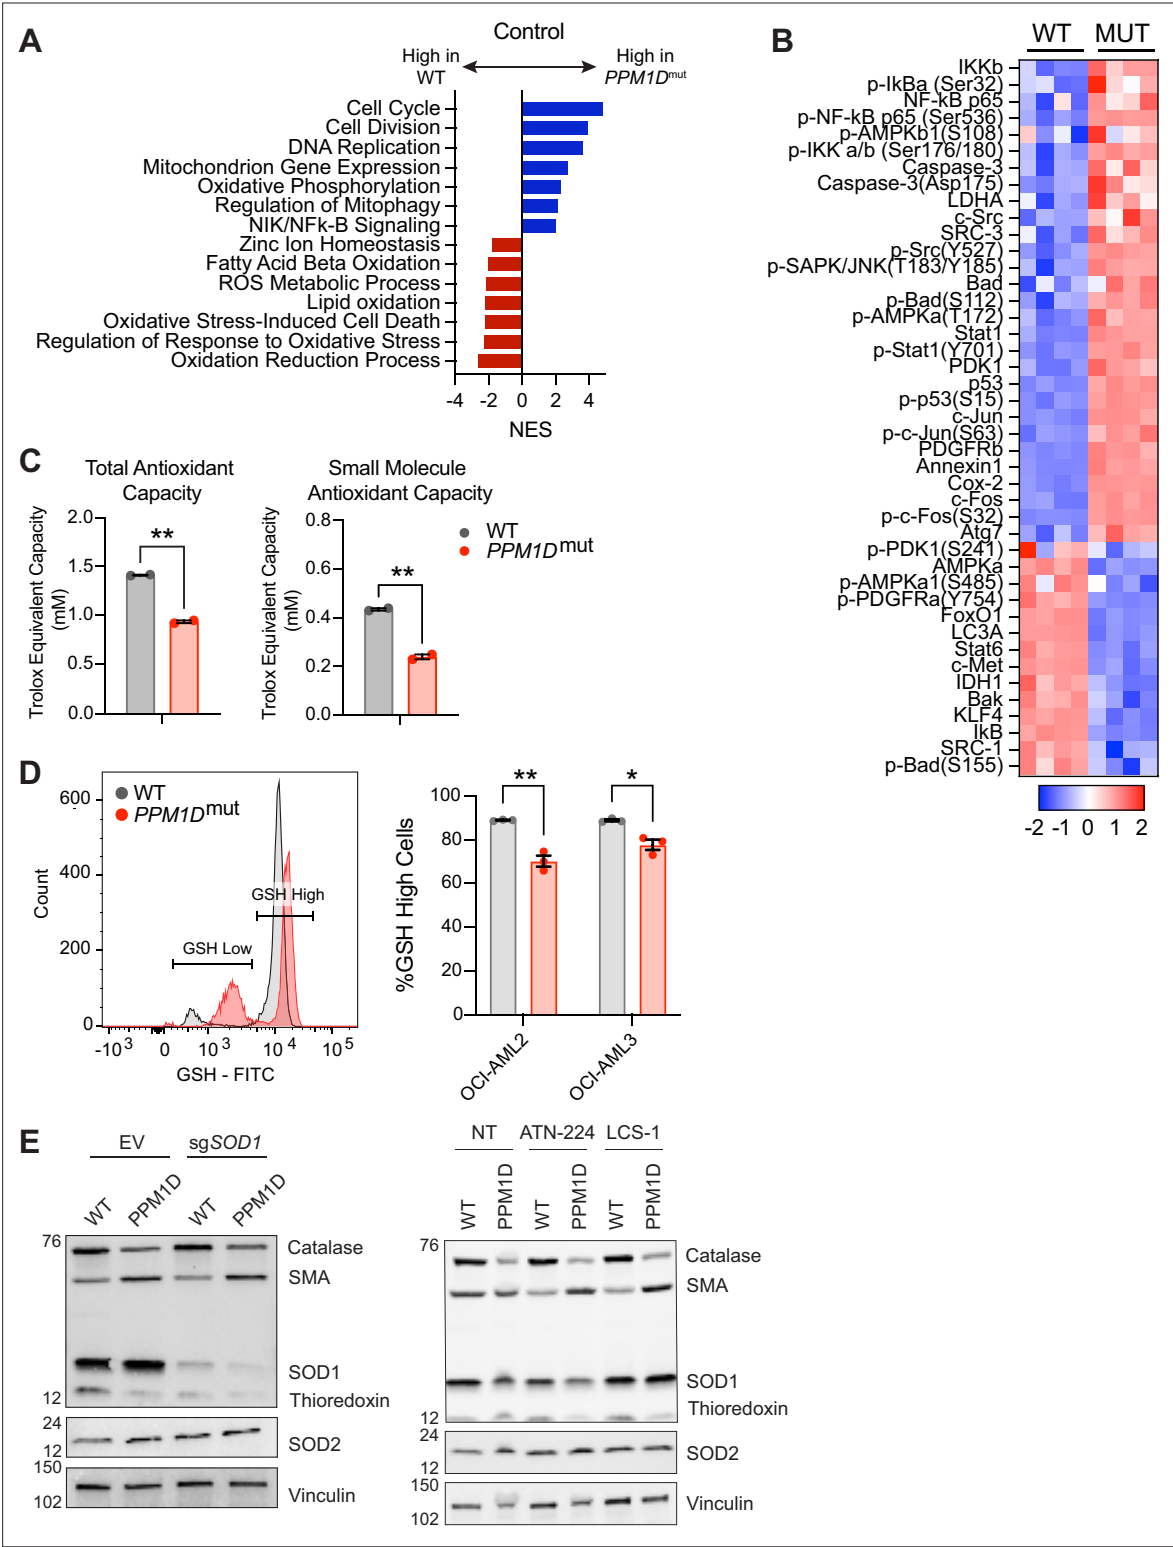 A
Control
High in
WT
High in
PPM1Dmut
Cell Cycle
Cell Division
DNA Replication
Mitochondrion Gene Expression
Oxidative Phosphorylation
Regulation of Mitophagy
NIK/NFk-B Signaling
Zinc Ion Homeostasis
Fatty Acid Beta Oxidation
ROS Metabolic Process
Lipid oxidation
Oxidative Stress-Induced Cell Death
Regulation of Response to Oxidative Stress
Oxidation Reduction Process
-4 -2 0 2 4
NES
B
WT MUT
IKKb
p-IkBa (Ser32)
NF-kB p65
p-NF-kB p65 (Ser536)
p-AMPKb1(S108)
p-IKK a/b (Ser176/180)
Caspase-3
Caspase-3(Asp175)
LDHA
c-Src
SRC-3
p-Src(Y527)
p-SAPK/JNK(T183/Y185)
Bad
p-Bad(S112)
p-AMPKa(T172)
Stat1
p-Stat1(Y701)
PDK1
p53
p-p53(S15)
c-Jun
p-c-Jun(S63)
PDGFRb
Annexin1
Cox-2
c-Fos
p-c-Fos(S32)
Atg7
p-PDK1(S241)
AMPKa
p-AMPKa1(S485)
p-PDGFRa(Y754)
FoxO1
LC3A
Stat6
c-Met
IDH1
Bak
KLF4
IkB
SRC-1
p-Bad(S155)
-2 -1 0 1 2
C
Total Antioxidant
Capacity
Trolox Equivalent Capacity
(mM)
2.0
1.5
1.0
0.5
0.0
**
Small Molecule
Antioxidant Capacity
Trolox Equivalent Capacity
(mM)
0.8
0.6
0.4
0.2
0.0
**
WT
PPM1Dmut
D
WT
PPM1Dmut
Count
600
400
200
0
GSH High
GSH Low
-103 0 103 104 105
GSH - FITC
%GSH High Cells
100
80
60
40
20
0
** *
OCI-AML2
OCI-AML3
E
EV sgSOD1
WT PPM1D WT PPM1D
76
12
Catalase
SMA
SOD1
Thioredoxin
24
12
SOD2
150
102
Vinculin
NT ATN-224 LCS-1
WT PPM1D WT PPM1D WT PPM1D
76
12
Catalase
SMA
SOD1
Thioredoxin
24
12
SOD2
150
102
Vinculin